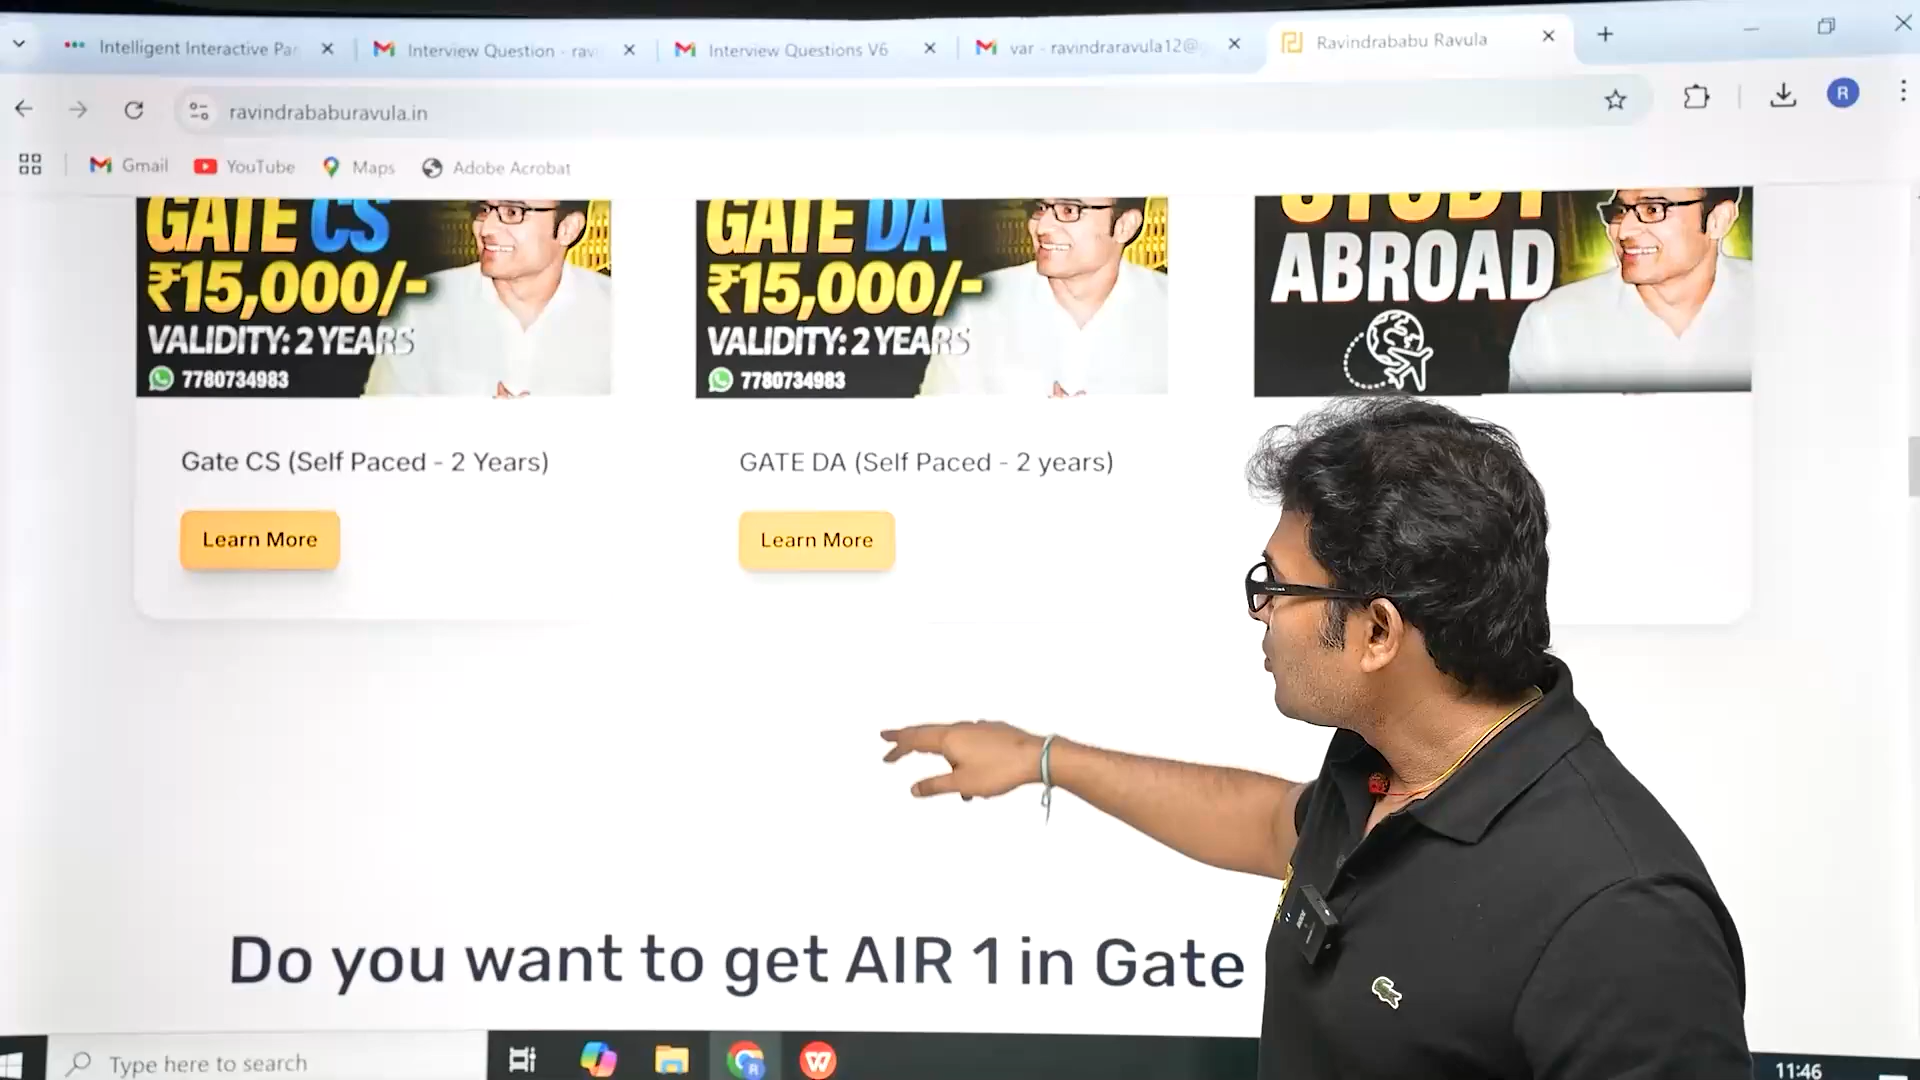 Intelligent Interactive Pa
Interview Question - ravi
Interview Questions V6
var - ravindraravula12@g
Ravindrababu Ravula
ravindrababuravula.in
R
Gmail
YouTube
Maps
Adobe Acrobat
GATE CS
₹15,000/-
VALIDITY: 2 YEARS
7780734983
GATE DA
₹15,000/-
VALIDITY: 2 YEARS
7780734983
STUDY
ABROAD
Gate CS (Self Paced - 2 Years)
GATE DA (Self Paced - 2 years)
Learn More
Learn More
Do you want to get AIR 1 in Gate
Type here to search
11:46